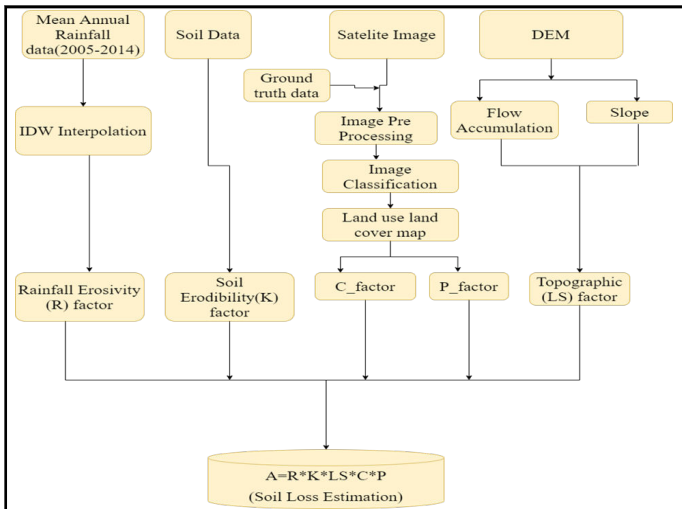 Mean Annual
Rainfall
data(2005-2014)
Soil Data
Satelite Image
DEM
Ground
truth data
IDW Interpolation
Image Pre
Processing
Flow
Accumulation
Slope
Image
Classification
Land use land
cover map
Rainfall Erosivity
(R) factor
Soil
Erodibility(K)
factor
C_factor
P_factor
Topographic
(LS) factor
A=R*K*LS*C*P
(Soil Loss Estimation)